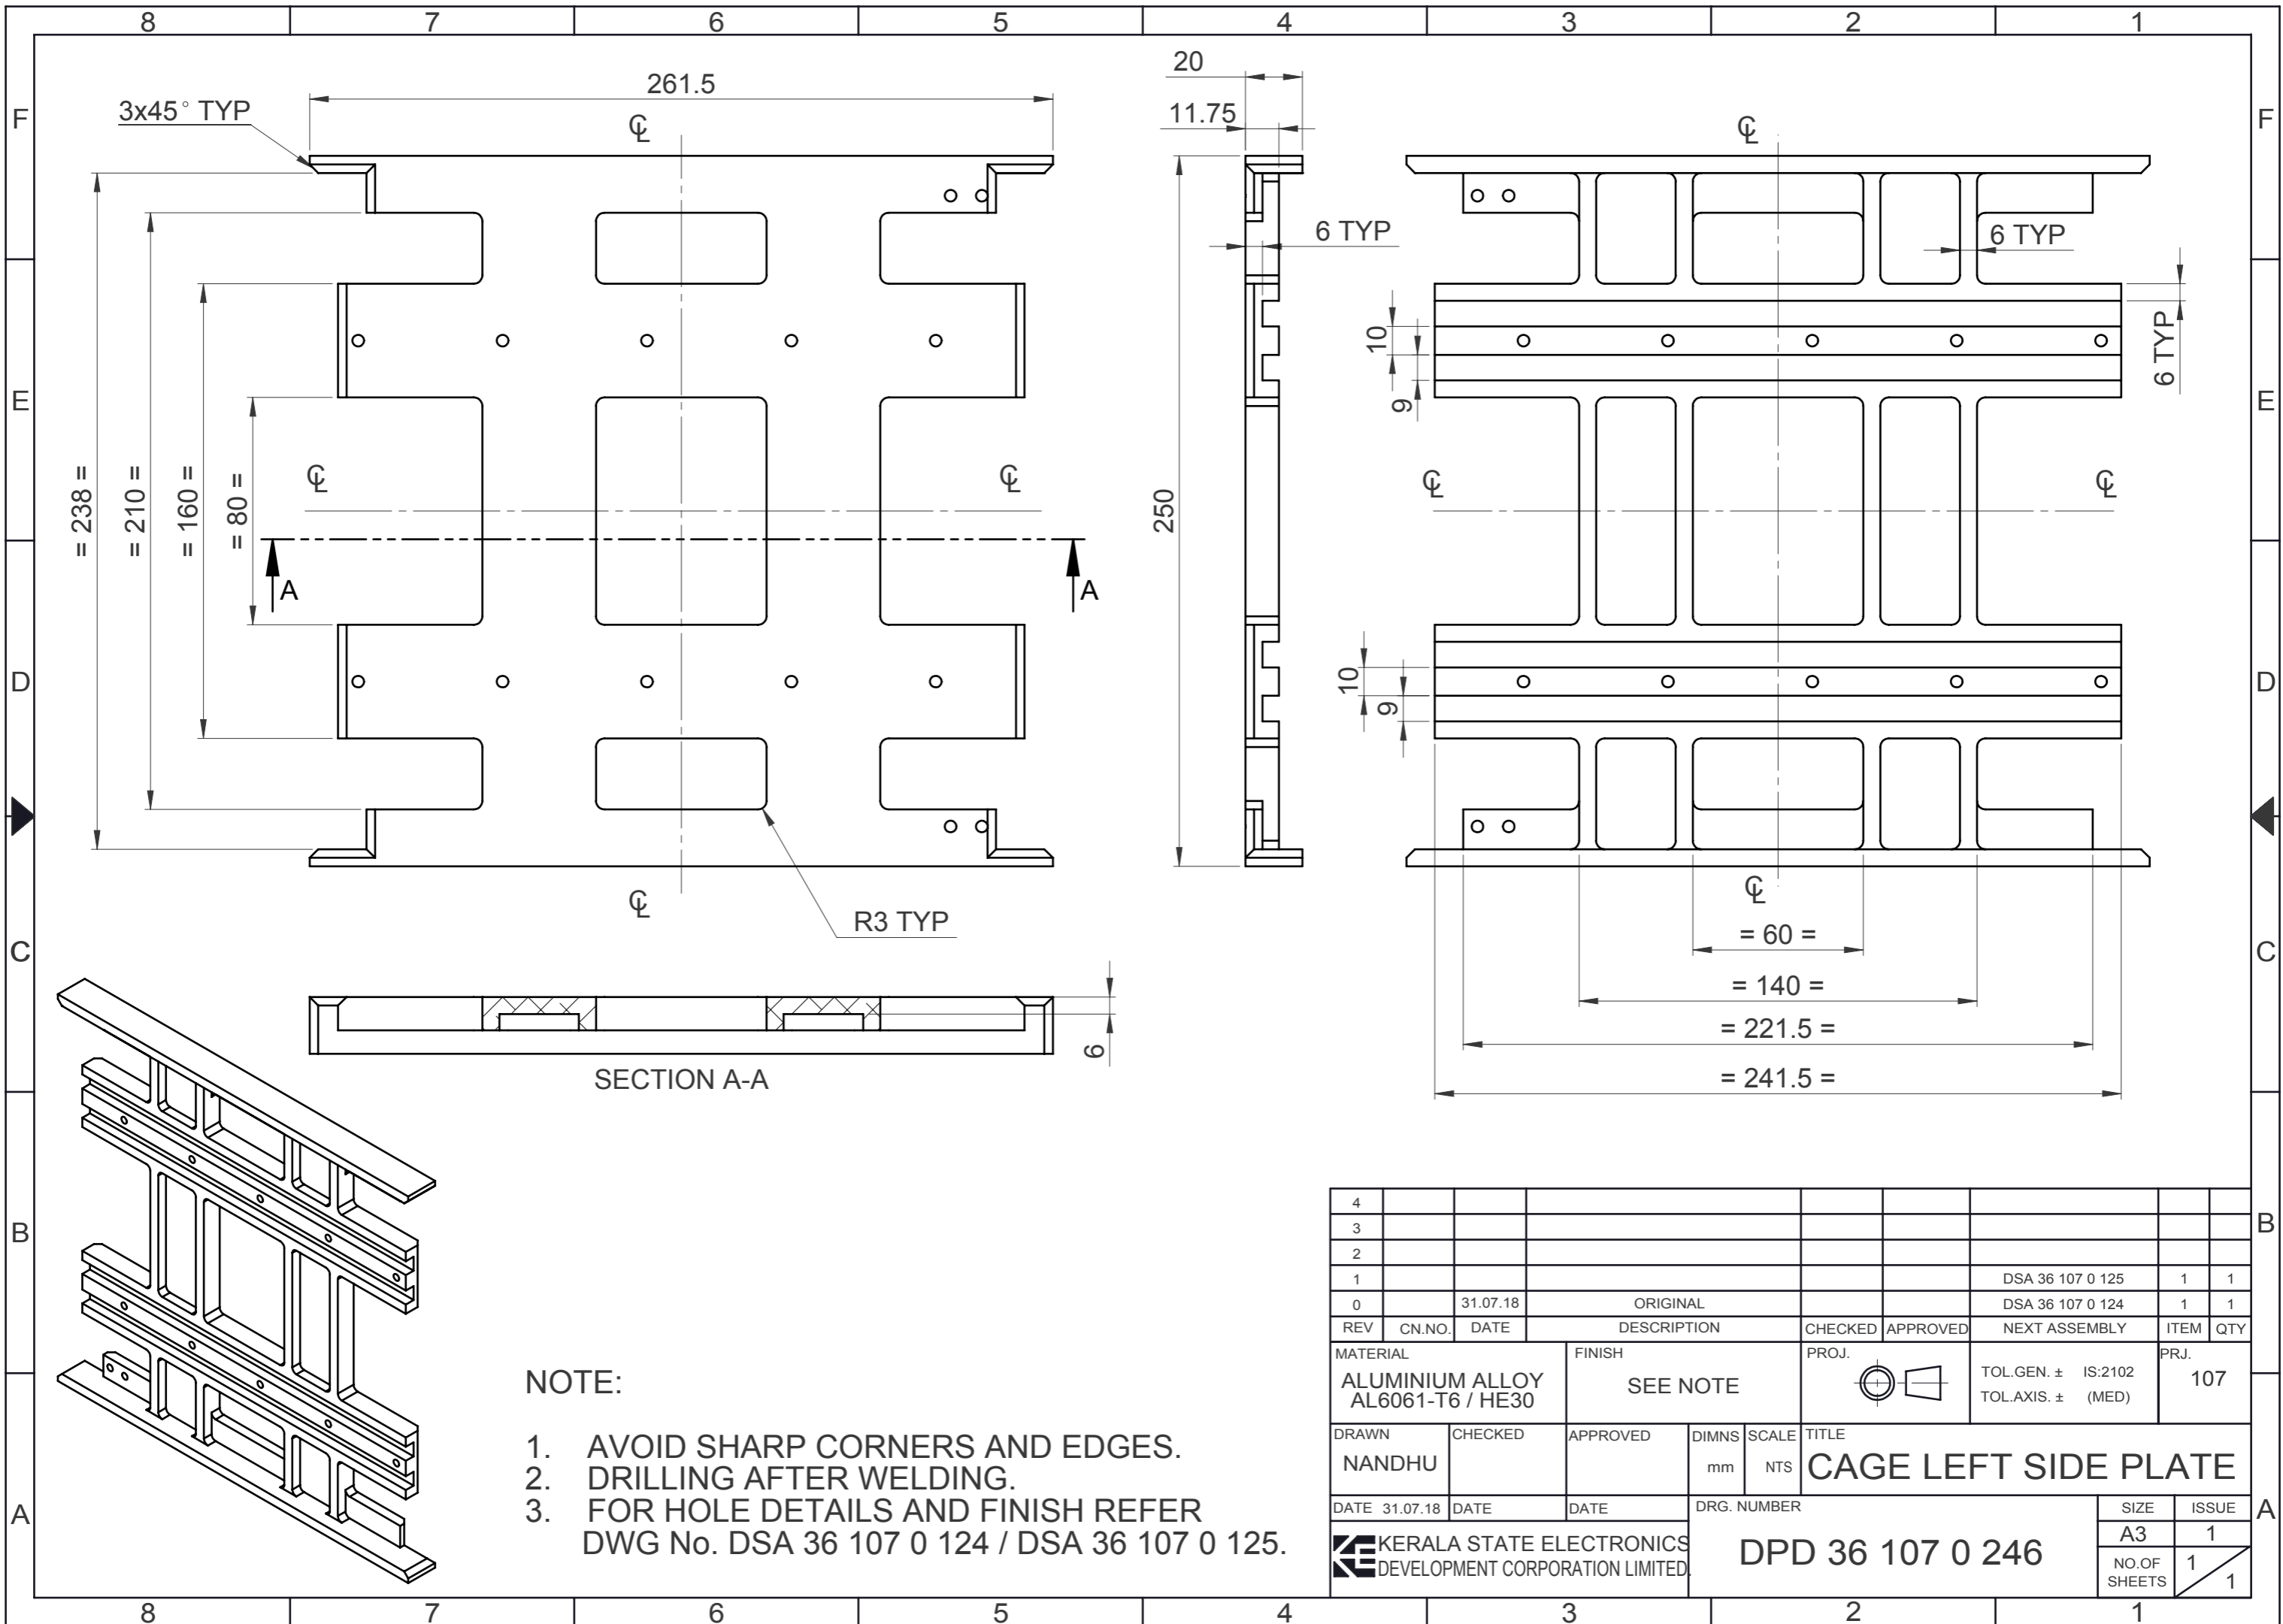 8 7 6 5 4 3 2 1
F F
E E
D D
C C
B B
A A
261.5
3x45° TYP
℄
= 238 =
= 210 =
= 160 =
= 80 =
℄ ℄
A A
℄
R3 TYP
20
11.75
6 TYP
250
℄
6 TYP
6 TYP
10
9
℄ ℄
10
9
℄
= 60 =
= 140 =
= 221.5 =
= 241.5 =
6
SECTION A-A
NOTE:
1. AVOID SHARP CORNERS AND EDGES.
2. DRILLING AFTER WELDING.
3. FOR HOLE DETAILS AND FINISH REFER
DWG No. DSA 36 107 0 124 / DSA 36 107 0 125.
4
3
2
1 DSA 36 107 0 125 1 1
0 31.07.18 ORIGINAL DSA 36 107 0 124 1 1
REV CN.NO. DATE DESCRIPTION CHECKED APPROVED NEXT ASSEMBLY ITEM QTY
MATERIAL
ALUMINIUM ALLOY
AL6061-T6 / HE30
FINISH
SEE NOTE
PROJ.
TOL.GEN. ± IS:2102
TOL.AXIS. ± (MED)
PRJ.
107
DRAWN
NANDHU
CHECKED
APPROVED
DIMNS
mm
SCALE
NTS
TITLE
CAGE LEFT SIDE PLATE
DATE 31.07.18 DATE DATE
KERALA STATE ELECTRONICS
DEVELOPMENT CORPORATION LIMITED.
DRG. NUMBER
DPD 36 107 0 246
SIZE
A3
ISSUE
1
NO.OF
SHEETS
1
1
8 7 6 5 4 3 2 1